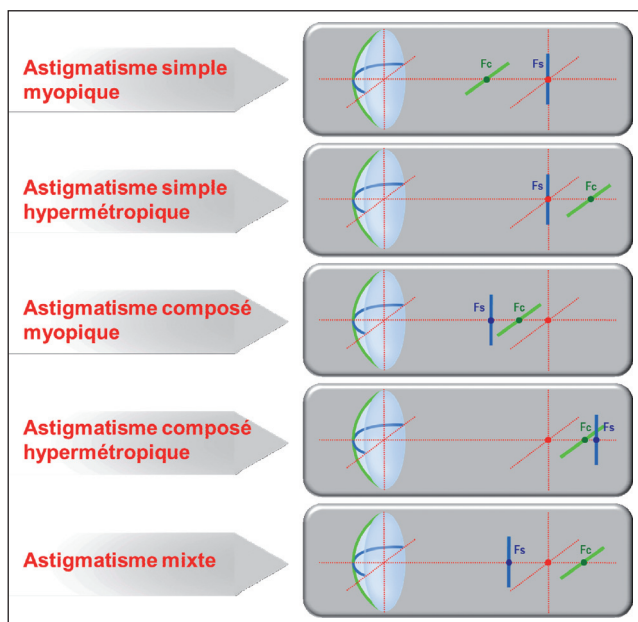 Astigmatisme simple
myopique
Fc
Fs
Astigmatisme simple
hypermétropique
Fs
Fc
Astigmatisme composé
myopique
Fs
Fc
Astigmatisme composé
hypermétropique
Fc
Fs
Astigmatisme mixte
Fs
Fc